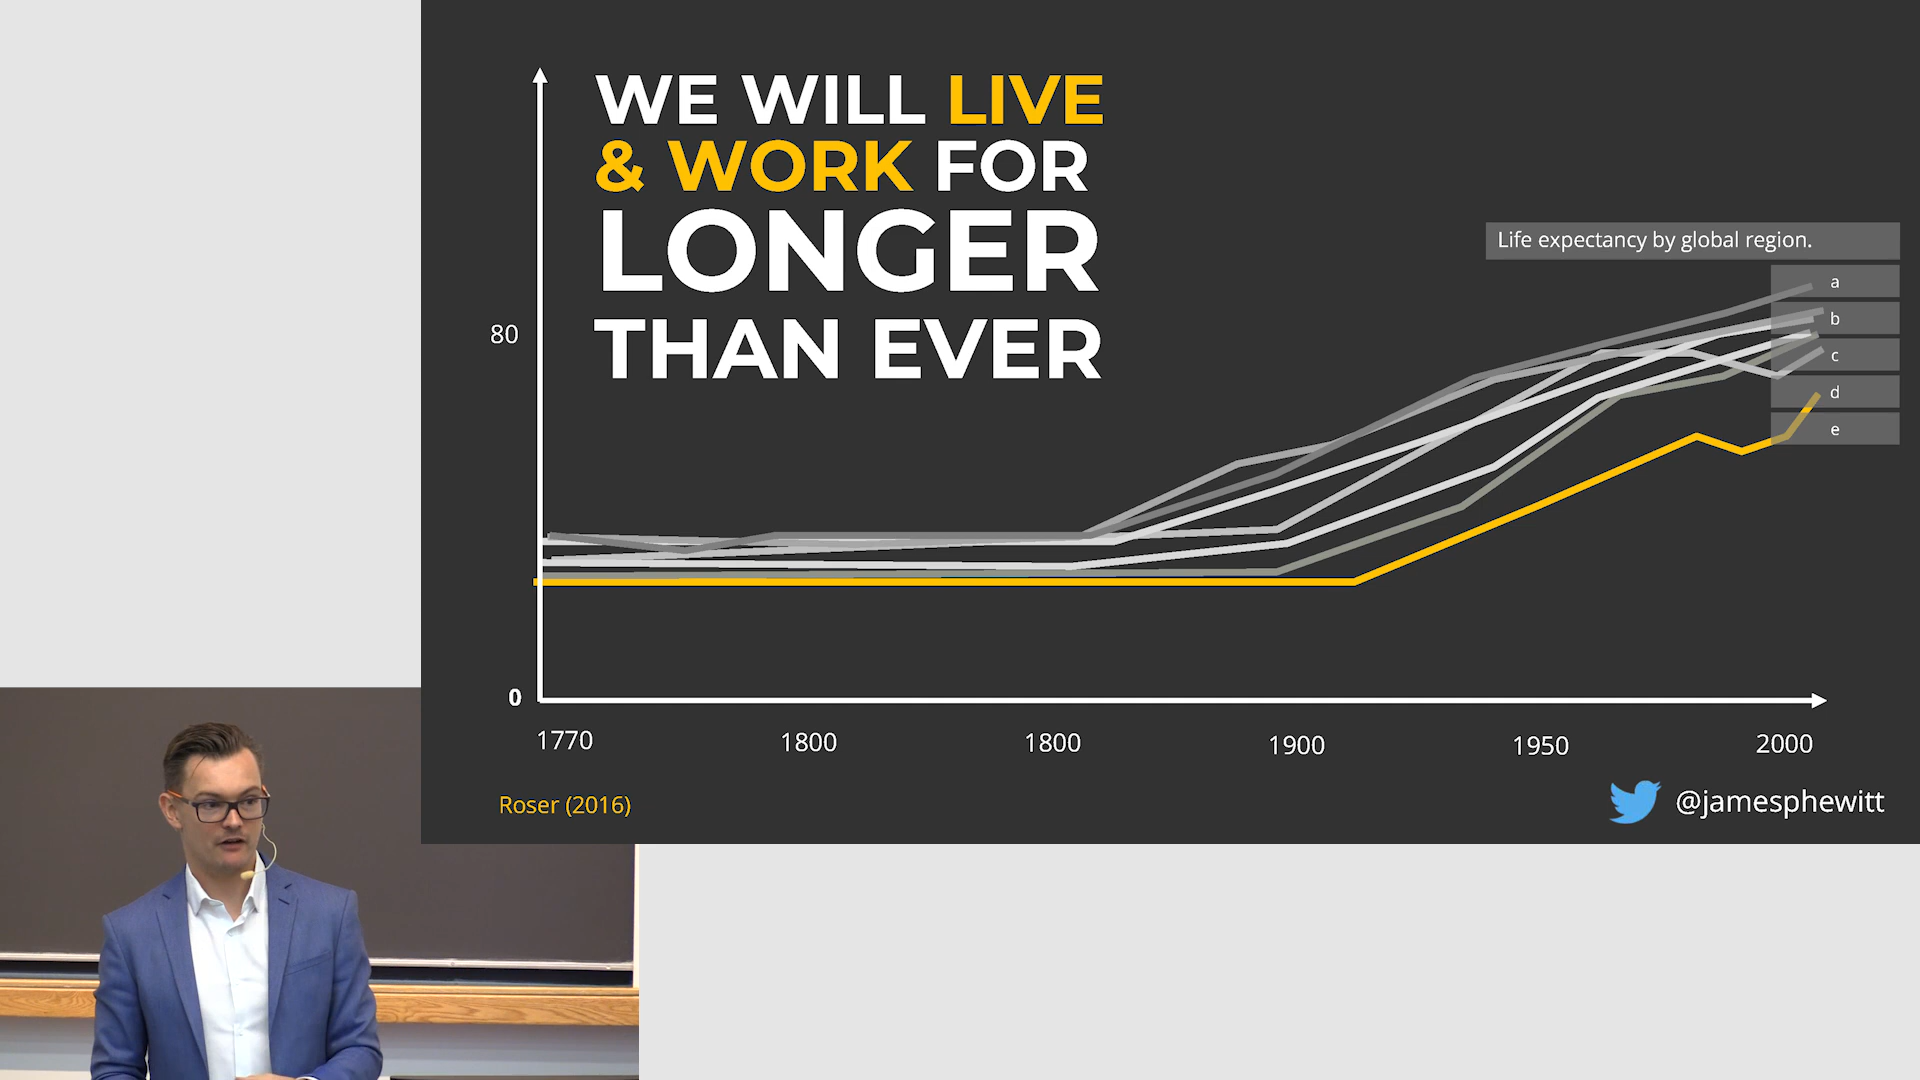 WE WILL LIVE
& WORK FOR
LONGER
THAN EVER
Life expectancy by global region.
a
b
c
d
e
80
0
1770 1800 1800 1900 1950 2000
Roser (2016)
@jamesphewitt